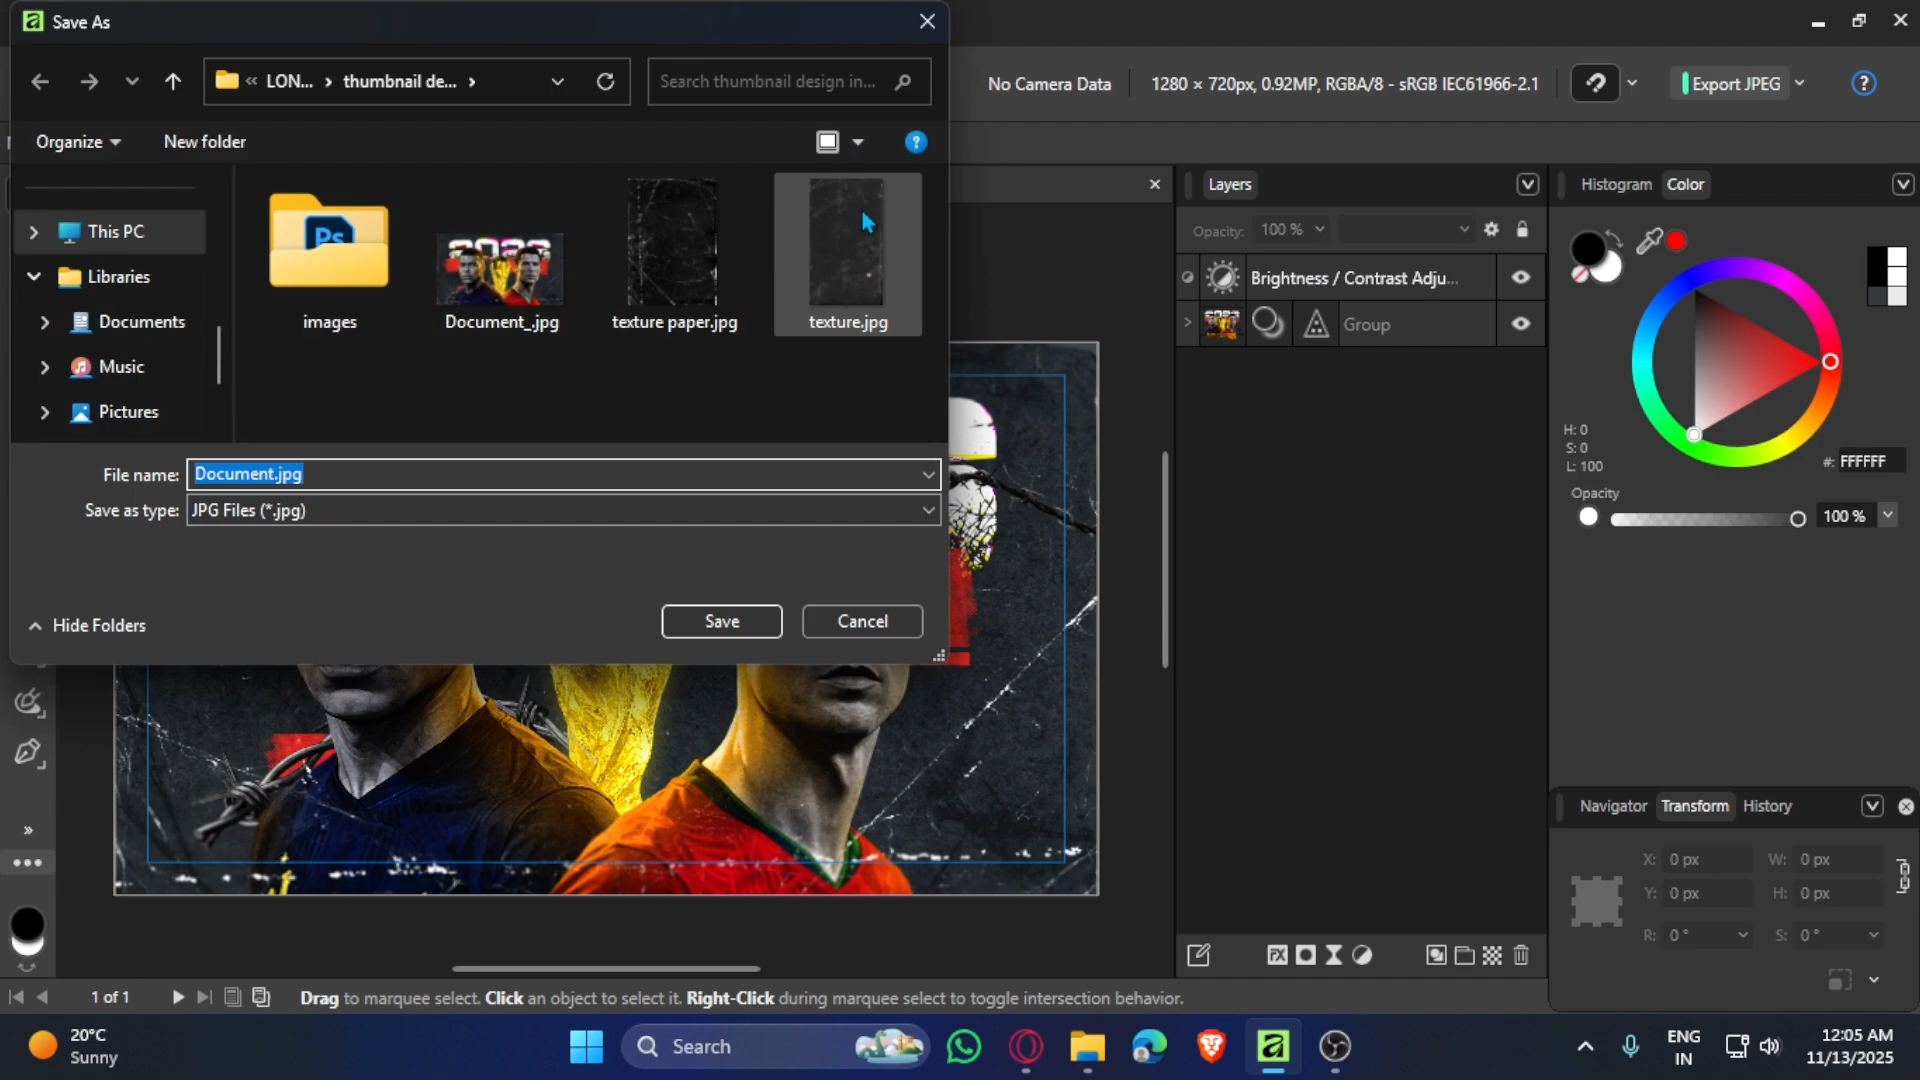 Save As
LON... › thumbnail de... ›
Search thumbnail design in...
Organize
New folder
This PC
Libraries
Documents
Music
Pictures
Ps
images
Document_.jpg
texture paper.jpg
texture.jpg
File name: Document.jpg
Save as type: JPG Files (*.jpg)
Hide Folders
Save
Cancel
No Camera Data
1280 × 720px, 0.92MP, RGBA/8 - sRGB IEC61966-2.1
Export JPEG
Layers
Opacity: 100 %
Brightness / Contrast Adju...
Group
Histogram
Color
H: 0
S: 0
L: 100
#: FFFFFF
Opacity
100 %
Navigator
Transform
History
X: 0 px
W: 0 px
Y: 0 px
H: 0 px
R: 0 °
S: 0 °
FX
1 of 1
Drag to marquee select. Click an object to select it. Right-Click during marquee select to toggle intersection behavior.
20°C
Sunny
Search
ENG
IN
12:05 AM
11/13/2025